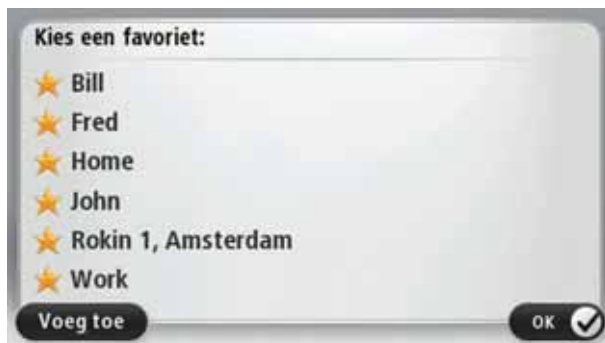 Kies een favoriet:
Bill
Fred
Home
John
Rokin 1, Amsterdam
Work
Voeg toe
OK